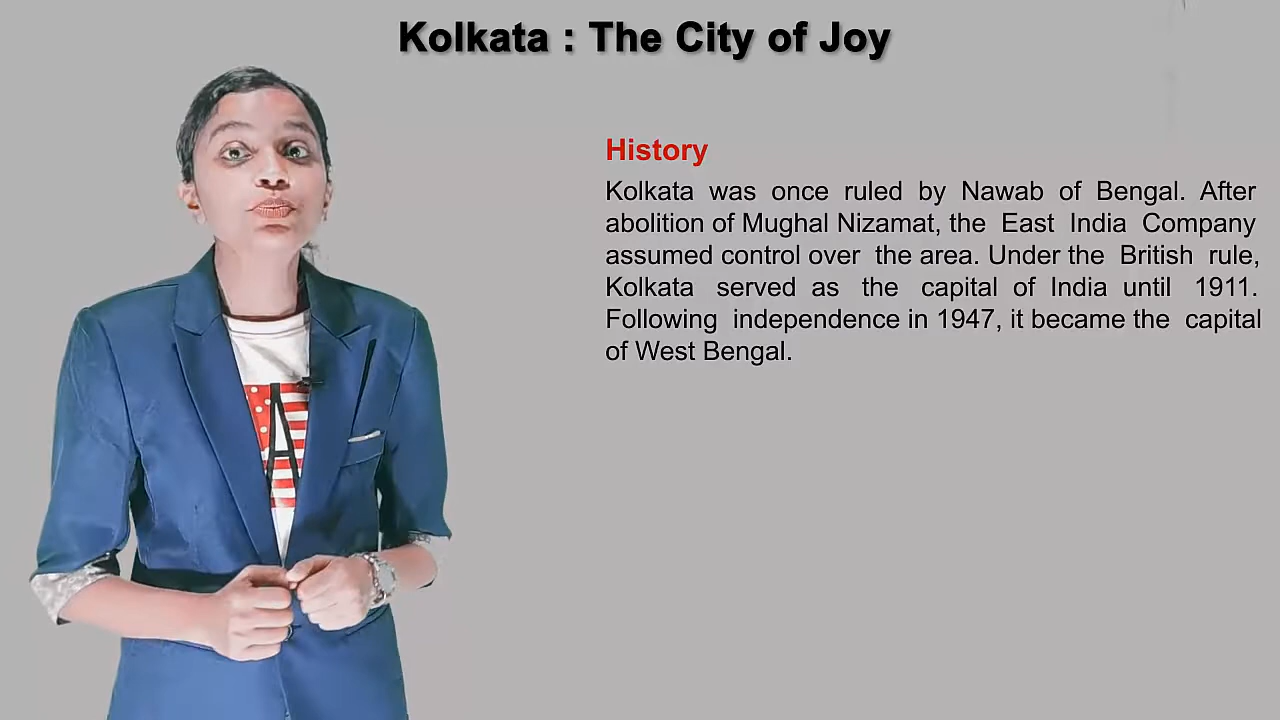 Kolkata : The City of Joy
History
Kolkata was once ruled by Nawab of Bengal. After
abolition of Mughal Nizamat, the East India Company
assumed control over the area. Under the British rule,
Kolkata served as the capital of India until 1911.
Following independence in 1947, it became the capital
of West Bengal.
A